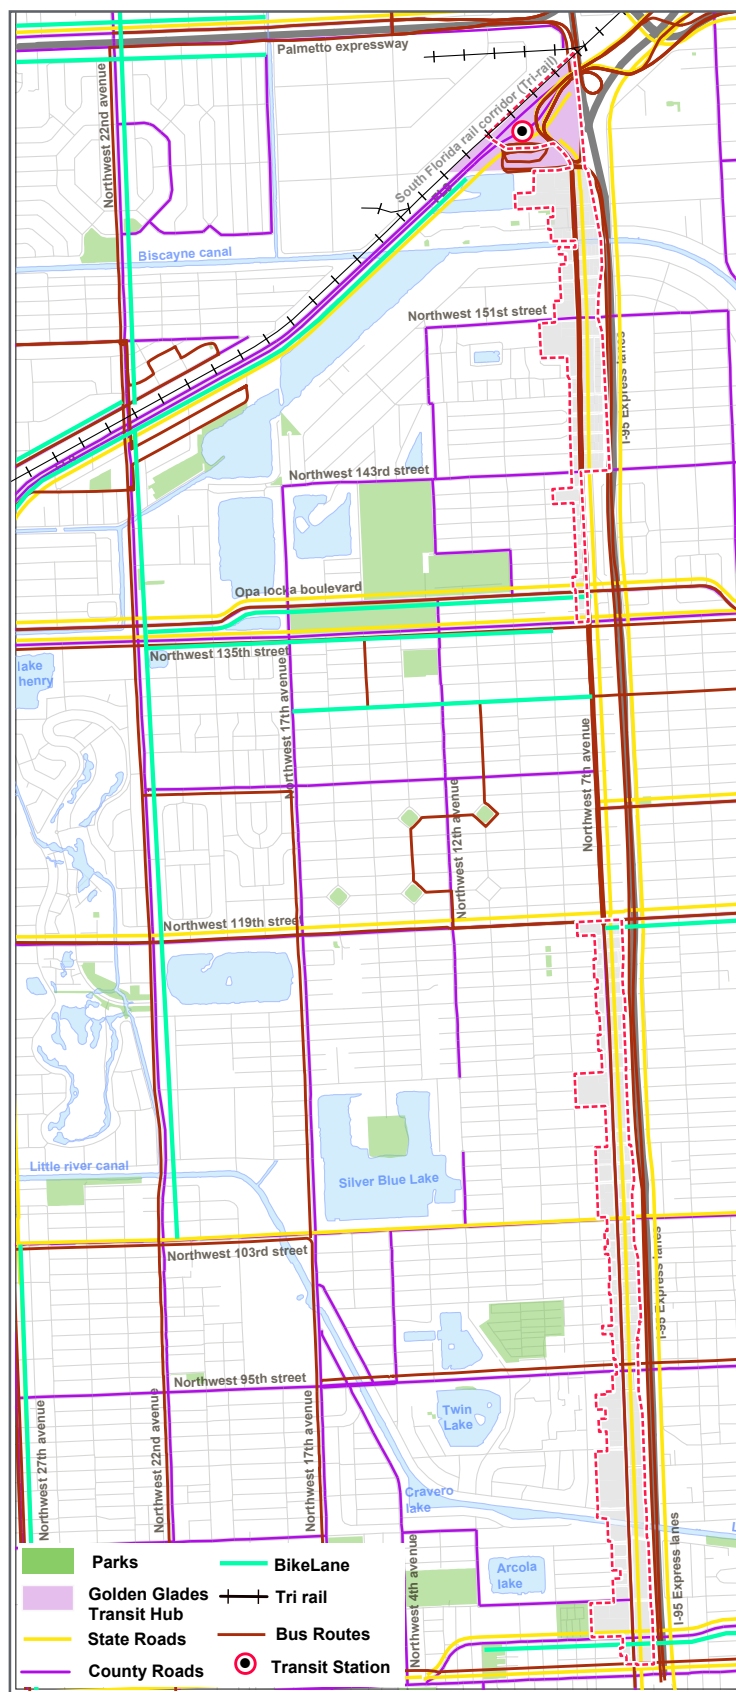 Palmetto expressway
Northwest 22nd avenue
South Florida rail corridor (Tri-rail)
Biscayne canal
Northwest 151st street
I-95 Express lanes
Northwest 143rd street
Opa locka boulevard
Northwest 135th street
lake
henry
Northwest 17th avenue
Northwest 7th avenue
Northwest 12th avenue
Northwest 119th street
Little river canal
Silver Blue Lake
Northwest 103rd street
I-95 Express lanes
Northwest 95th street
Northwest 27th avenue
Northwest 22nd avenue
Northwest 17th avenue
Twin
Lake
Cravero
lake
Northwest 4th avenue
Arcola
lake
I-95 Express lanes
Parks
BikeLane
Golden Glades
Transit Hub
Tri rail
State Roads
Bus Routes
County Roads
Transit Station